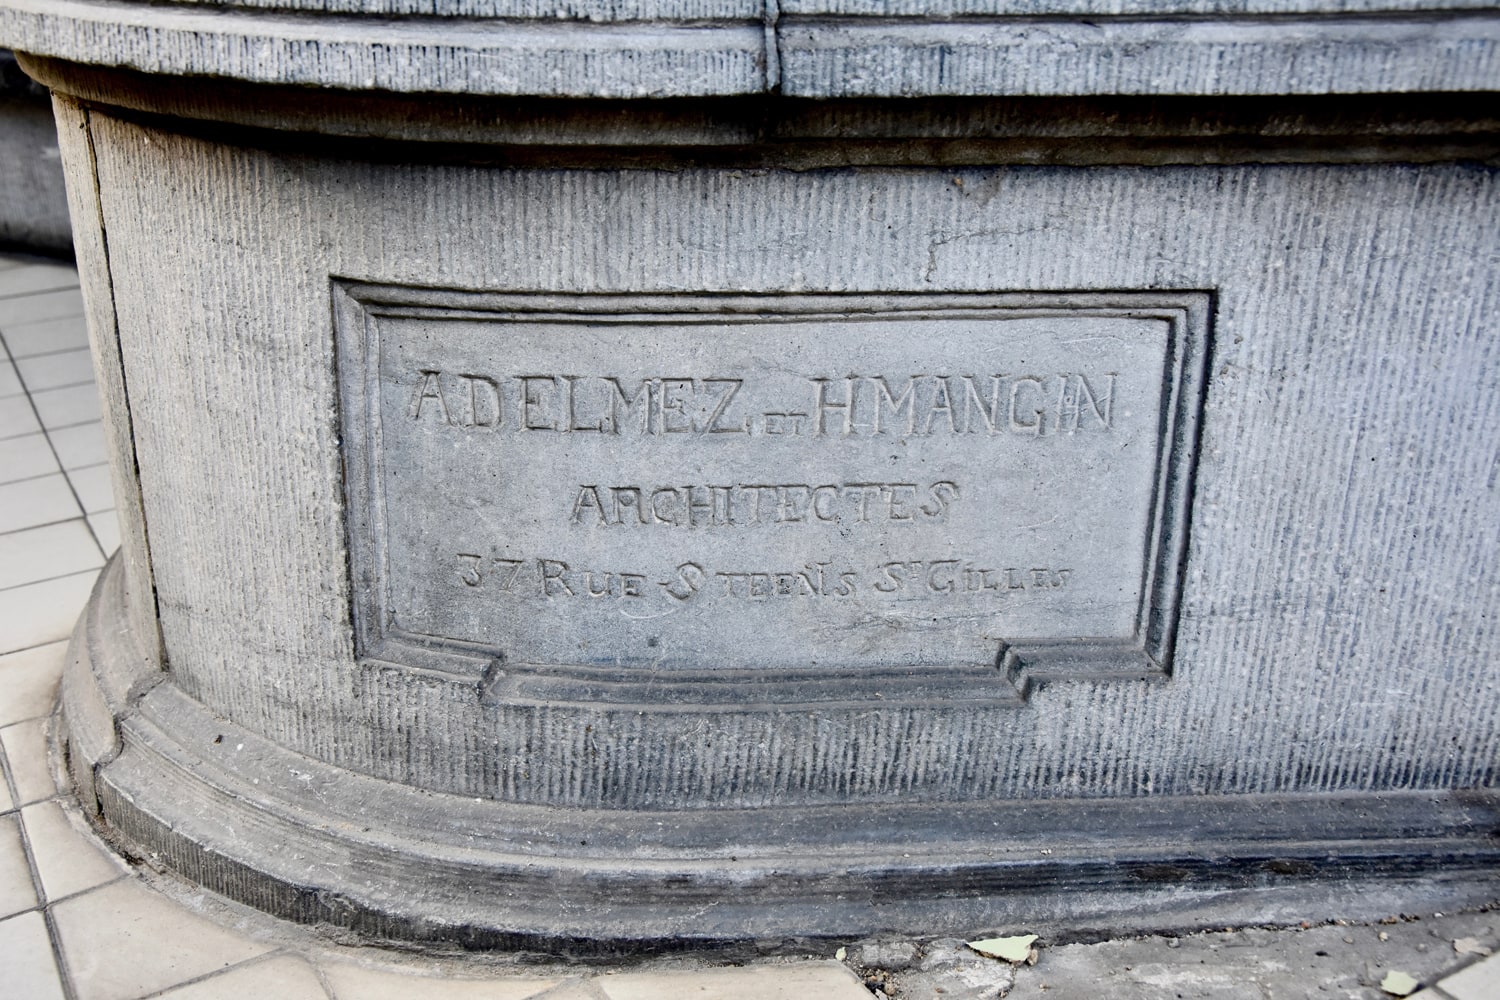 A DELMEZ ET H MANGIN
ARCHITECTES
37 RUE STEENS ST GILLES